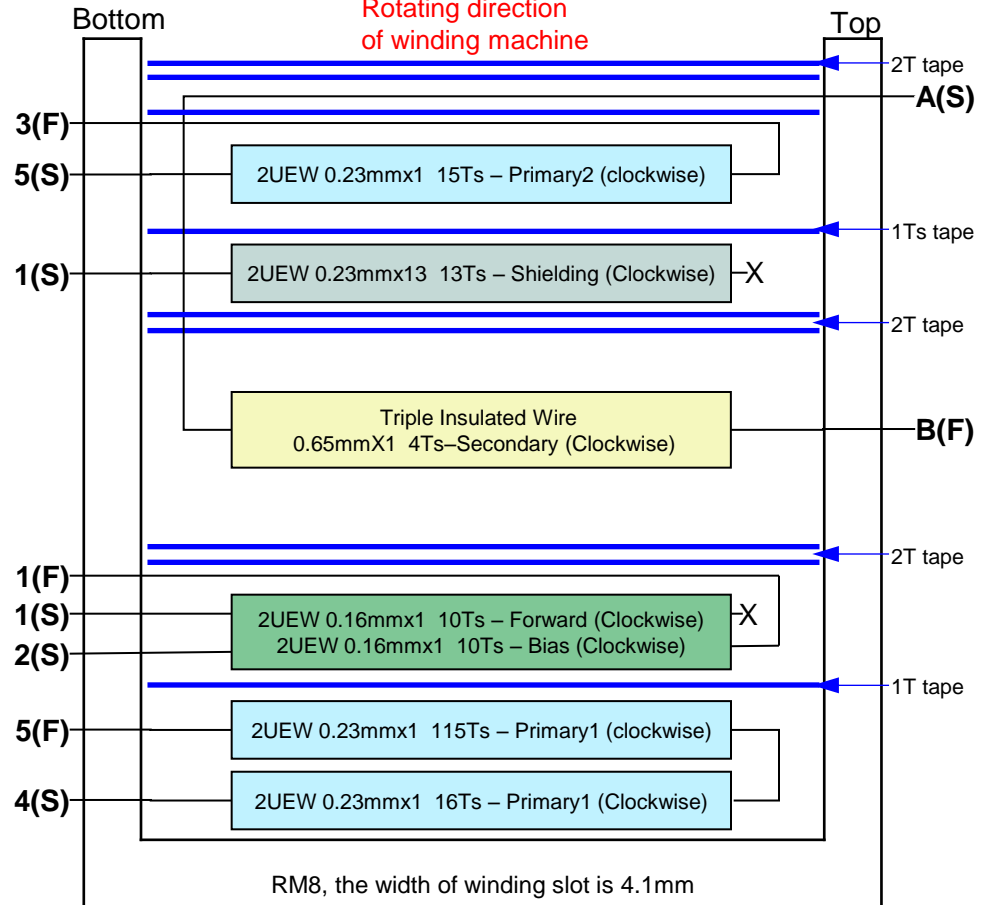 Rotating direction
of winding machine
Bottom
Top
2T tape
A(S)
3(F)
5(S)
2UEW 0.23mmx1 15Ts – Primary2 (clockwise)
1Ts tape
1(S)
2UEW 0.23mmx13 13Ts – Shielding (Clockwise)
X
2T tape
Triple Insulated Wire
0.65mmX1 4Ts–Secondary (Clockwise)
B(F)
2T tape
1(F)
1(S)
2UEW 0.16mmx1 10Ts – Forward (Clockwise)
X
2UEW 0.16mmx1 10Ts – Bias (Clockwise)
2(S)
1T tape
5(F)
2UEW 0.23mmx1 115Ts – Primary1 (clockwise)
4(S)
2UEW 0.23mmx1 16Ts – Primary1 (Clockwise)
RM8, the width of winding slot is 4.1mm